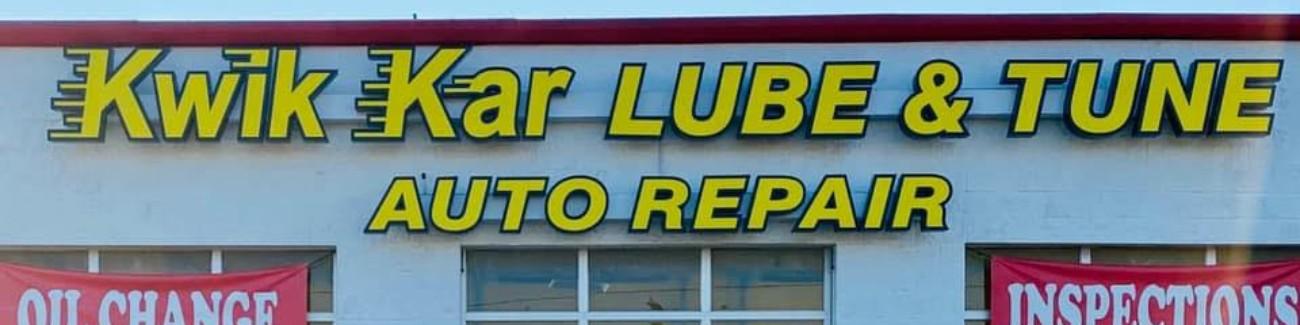 Kwik Kar LUBE & TUNE
AUTO REPAIR
OIL CHANGE
INSPECTIONS